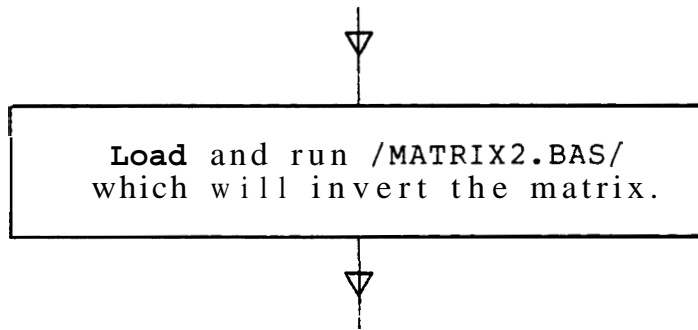 Load and run /MATRIX2.BAS/
which will invert the matrix.